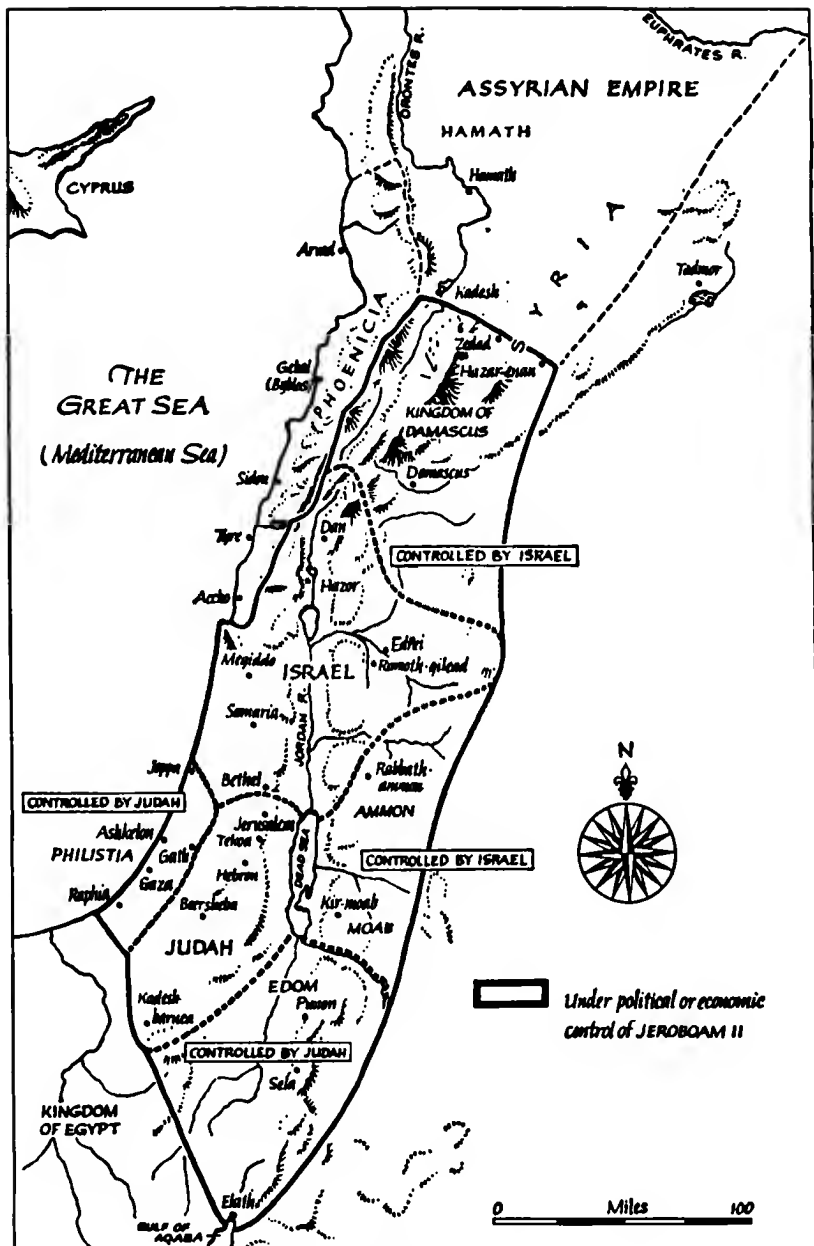 EUPHRATES R.
ORONTES R.
ASSYRIAN EMPIRE
HAMATH
Hamath
CYPRUS
Arvad
SYRIA
Tadmor
Kadesh
PHOENICIA
Zedad
Hazar-enan
Gebal
(Byblos)
THE
GREAT SEA
(Mediterranean Sea)
KINGDOM OF
DAMASCUS
Damascus
Sidon
Tyre
Dan
CONTROLLED BY ISRAEL
Hazor
Accho
Edrei
Ramoth-gilead
Megiddo
ISRAEL
Samaria
JORDAN R.
Joppa
Bethel
Rabbath-
ammon
CONTROLLED BY JUDAH
AMMON
Jerusalem
Ashkelon
Tekoa
PHILISTIA
Gath
DEAD SEA
CONTROLLED BY ISRAEL
Gaza
Hebron
Raphia
Beersheba
Kir-moab
MOAB
JUDAH
EDOM
Punon
Kadesh-
barnea
CONTROLLED BY JUDAH
Sela
KINGDOM
OF EGYPT
Elath
GULF OF
AQABA
N
Under political or economic
control of JEROBOAM II
0 Miles 100